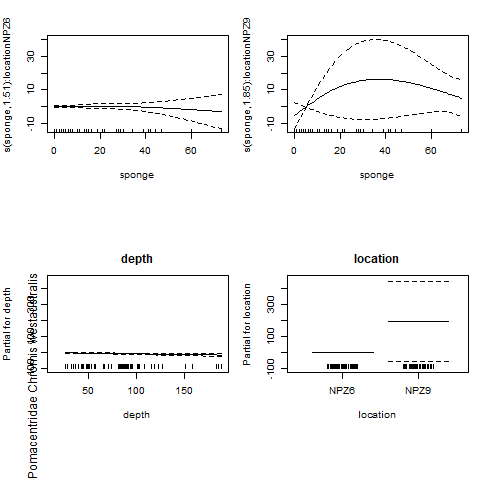 s(sponge,1.51):locationNPZ6
-10 10 30
0 20 40 60
sponge
s(sponge,1.85):locationNPZ9
-10 10 30
0 20 40 60
sponge
depth
Partial for depth
50 100 150
depth
Pomacentridae Chromis westaustralis
location
Partial for location
-100 100 300
NPZ6 NPZ9
location